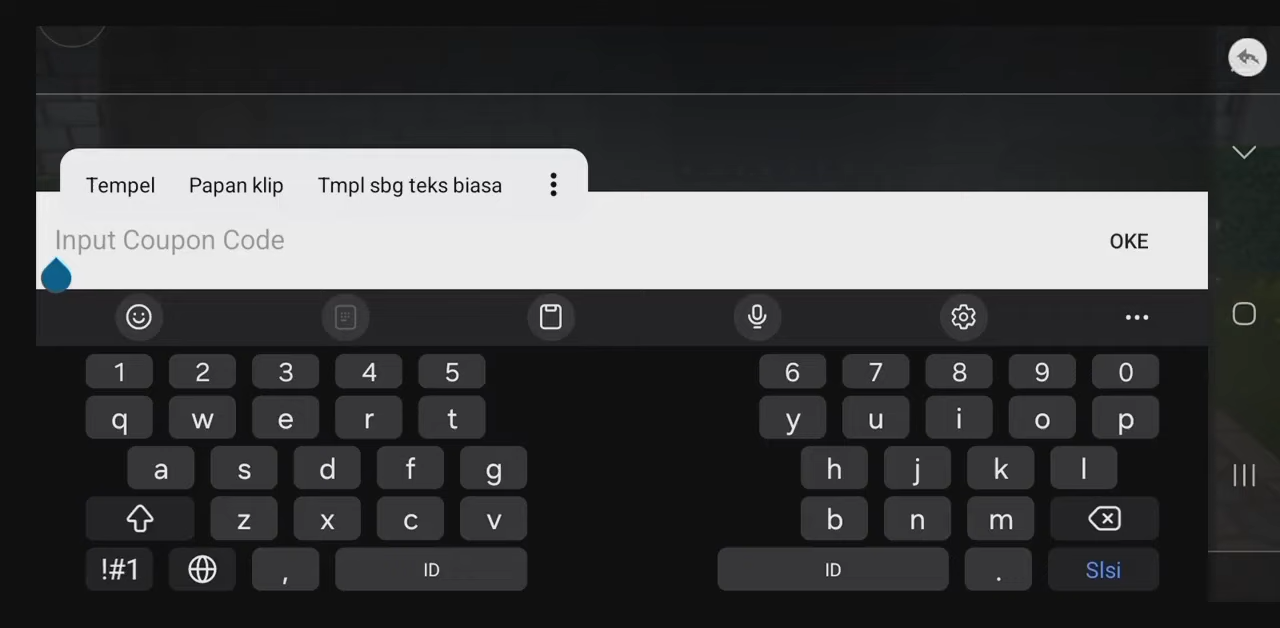 Tempel Papan klip Tmpl sbg teks biasa
Input Coupon Code OKE
1 2 3 4 5 6 7 8 9 0
q w e r t y u i o p
a s d f g h j k l
z x c v b n m
!#1 , ID ID . Slsi